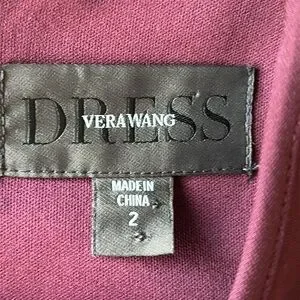 DRESS
VERA WANG
MADE IN
CHINA
2